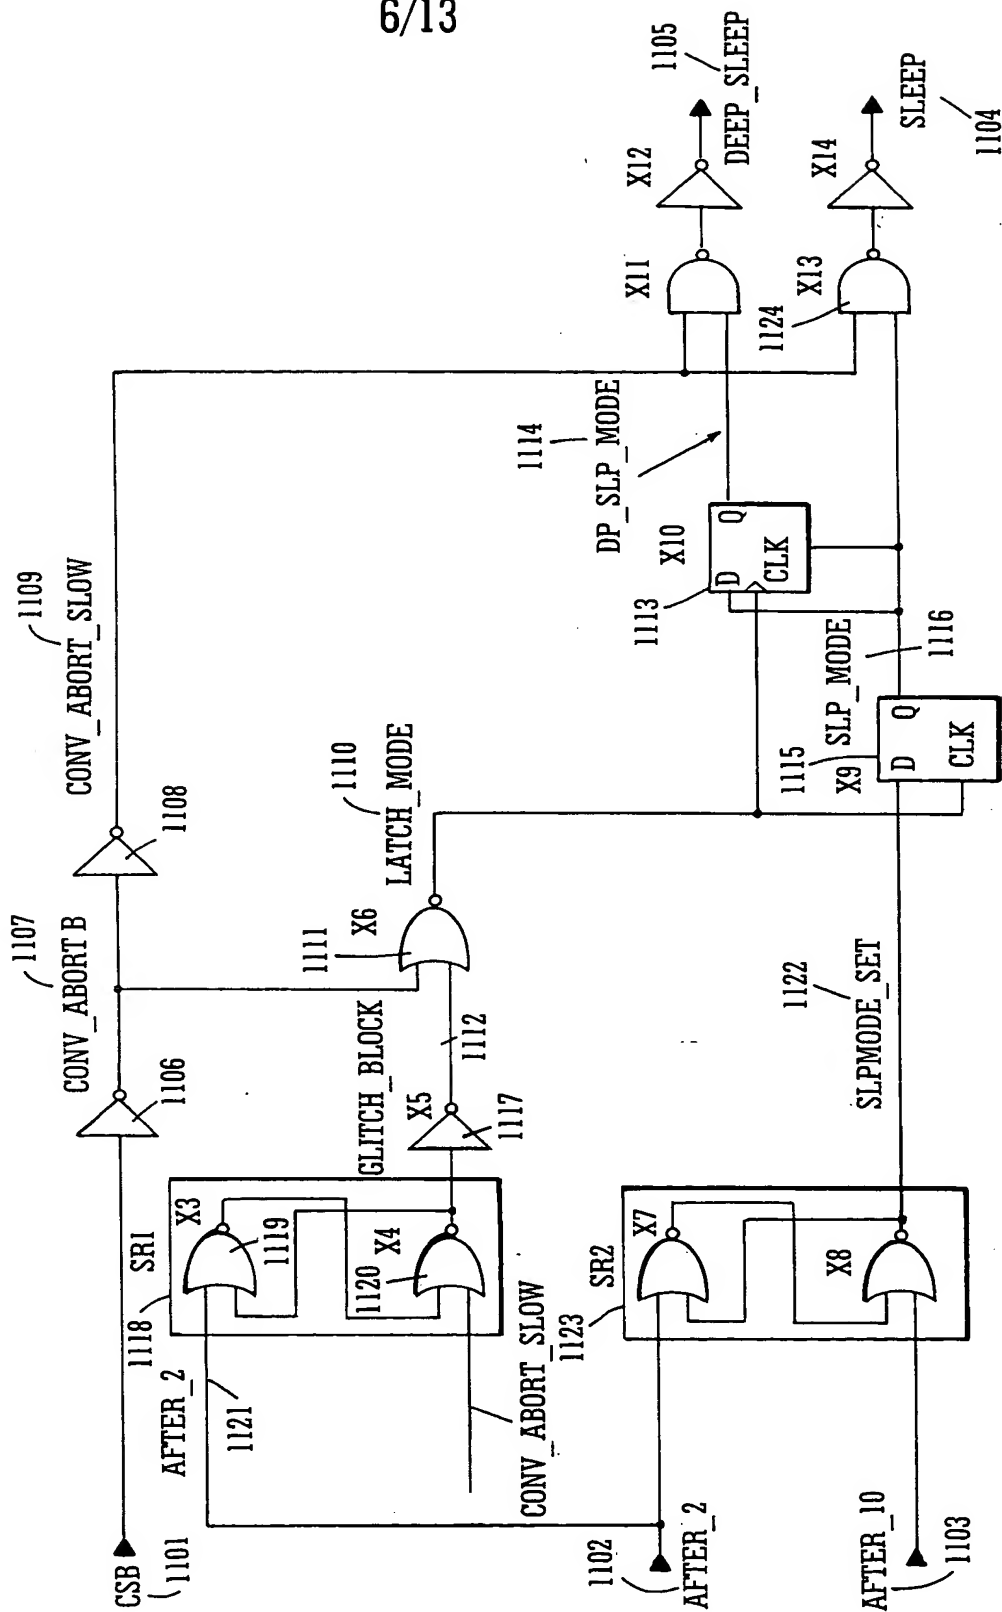 6/13
1105
DEEP_SLEEP
SLEEP
1104
X12
X14
X11
X13
1124
1114
DP_SLP_MODE
1109
CONV_ABORT_SLOW
X10
D
Q
CLK
1113
SLP_MODE
1116
1110
LATCH_MODE
1115
X9
D
Q
CLK
1108
1107
CONV_ABORT B
1111
X6
1106
GLITCH_BLOCK
1112
X5
1117
1122
SLPMODE_SET
SR1
X3
1119
1120
X4
1118
SR2
X7
X8
1123
AFTER_2
1121
CONV_ABORT_SLOW
CSB
1101
1102
AFTER_2
AFTER_10
1103